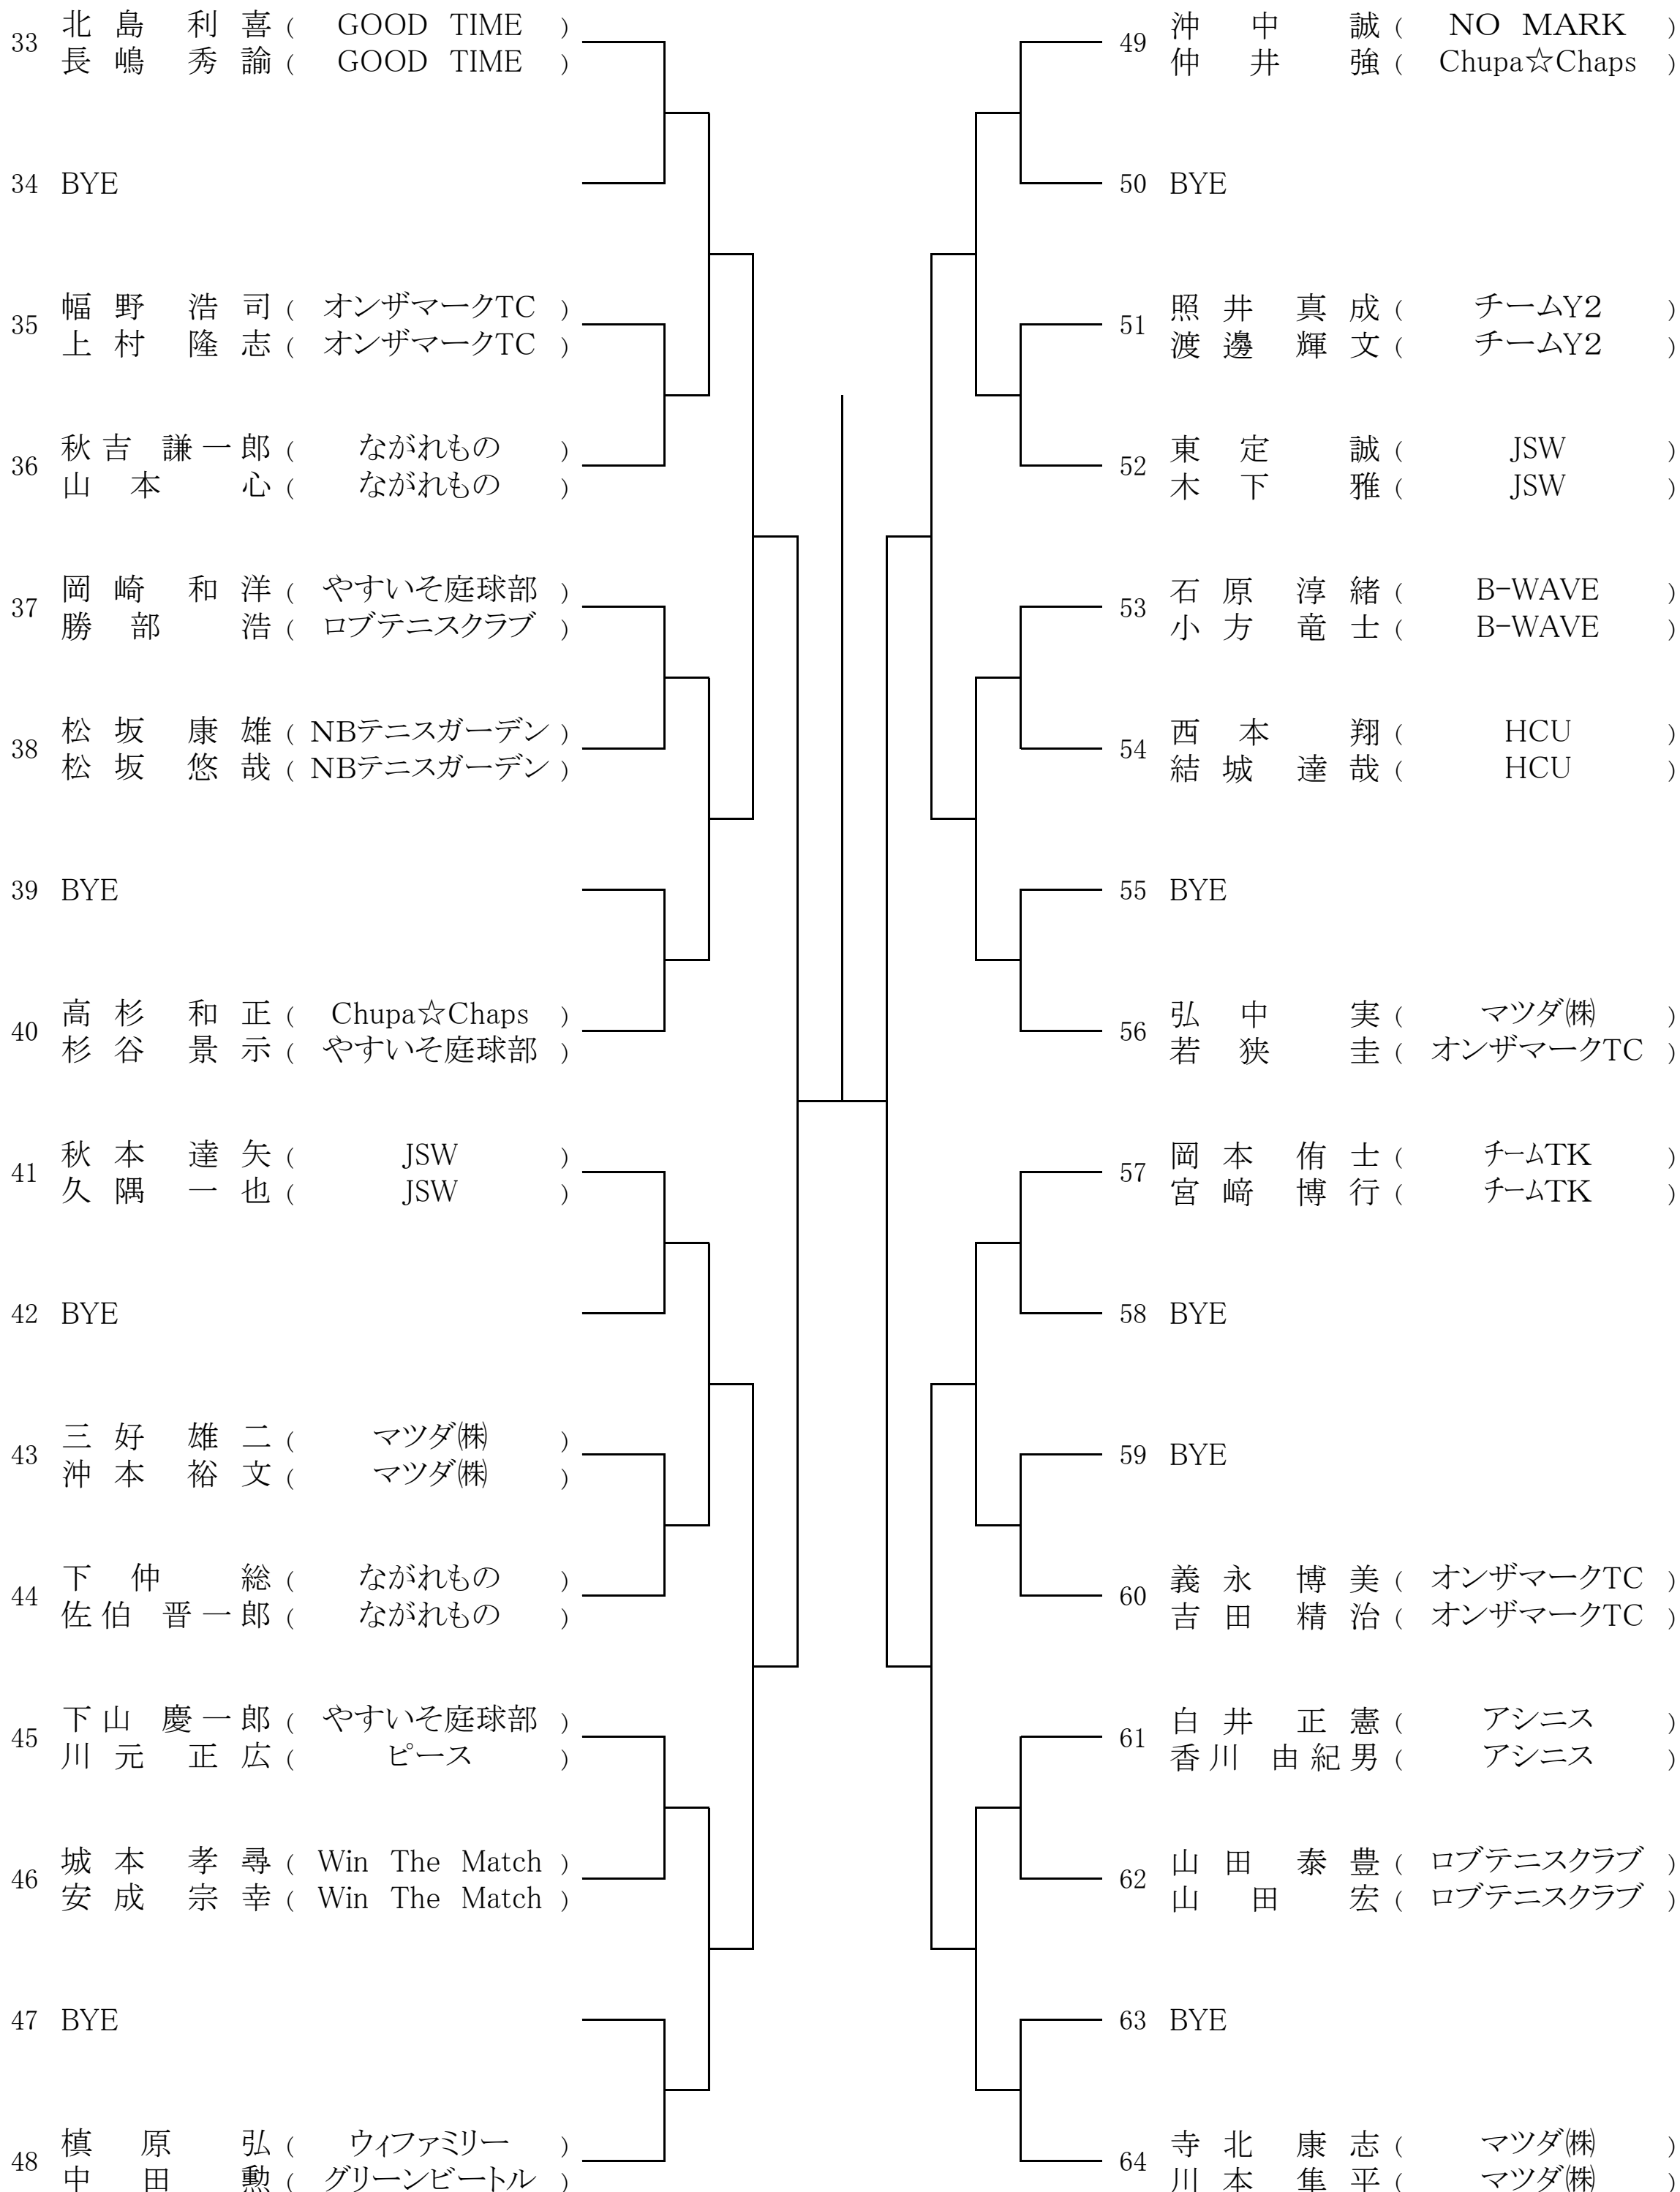 33 北島 利喜 ( GOOD TIME )
長嶋 秀諭 ( GOOD TIME )
34 BYE
35 幅野 浩司 ( オンザマークTC )
上村 隆志 ( オンザマークTC )
36 秋吉 謙一郎 ( ながれもの )
山本 心 ( ながれもの )
37 岡崎 和洋 ( やすいそ庭球部 )
勝部 浩 ( ロブテニスクラブ )
38 松坂 康雄 ( NBテニスガーデン )
松坂 悠哉 ( NBテニスガーデン )
39 BYE
40 高杉 和正 ( Chupa☆Chaps )
杉谷 景示 ( やすいそ庭球部 )
41 秋本 達矢 ( JSW )
久隅 一也 ( JSW )
42 BYE
43 三好 雄二 ( マツダ㈱ )
沖本 裕文 ( マツダ㈱ )
44 下仲 総 ( ながれもの )
佐伯 晋一郎 ( ながれもの )
45 下山 慶一郎 ( やすいそ庭球部 )
川元 正広 ( ピース )
46 城本 孝尋 ( Win The Match )
安成 宗幸 ( Win The Match )
47 BYE
48 槙原 弘 ( ウィファミリー )
中田 勲 ( グリーンビートル )
49 沖中 誠 ( NO MARK )
仲井 強 ( Chupa☆Chaps )
50 BYE
51 照井 真成 ( チームY2 )
渡邊 輝文 ( チームY2 )
52 東定 誠 ( JSW )
木下 雅 ( JSW )
53 石原 淳緒 ( B-WAVE )
小方 竜士 ( B-WAVE )
54 西本 翔 ( HCU )
結城 達哉 ( HCU )
55 BYE
56 弘中 実 ( マツダ㈱ )
若狭 圭 ( オンザマークTC )
57 岡本 侑士 ( チームTK )
宮﨑 博行 ( チームTK )
58 BYE
59 BYE
60 義永 博美 ( オンザマークTC )
吉田 精治 ( オンザマークTC )
61 白井 正憲 ( アシニス )
香川 由紀男 ( アシニス )
62 山田 泰豊 ( ロブテニスクラブ )
山田 宏 ( ロブテニスクラブ )
63 BYE
64 寺北 康志 ( マツダ㈱ )
川本 隼平 ( マツダ㈱ )